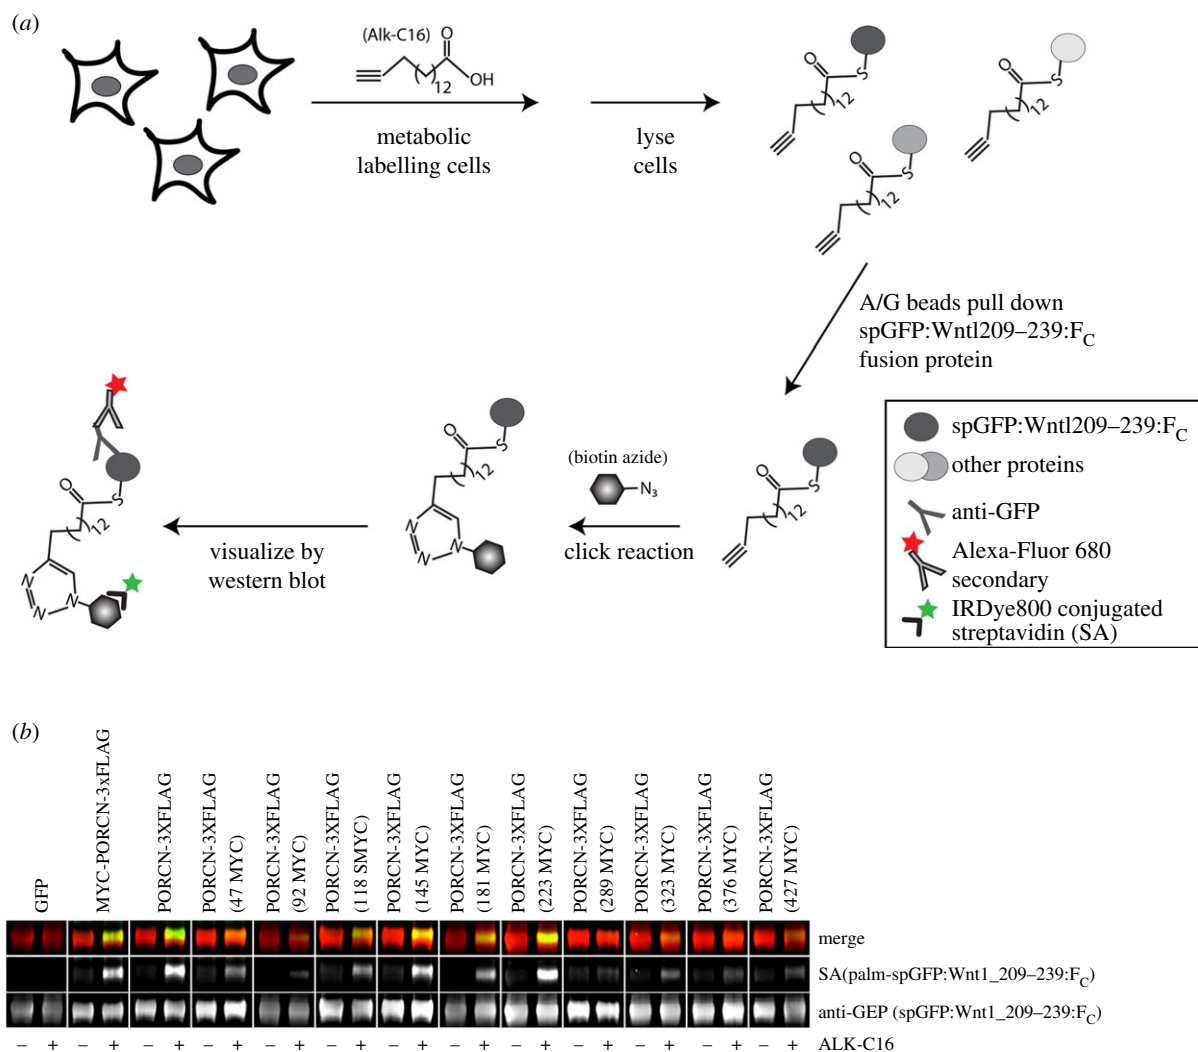 (a)
(Alk-C16)
O
OH
12
metabolic
labelling cells
lyse
cells
O
S
12
O
S
12
O
S
12
A/G beads pull down
spGFP:Wntl209–239:FC
fusion protein
O
S
12
(biotin azide)
N3
click reaction
O
S
12
N
N
N
visualize by
western blot
O
S
12
N
N
N
spGFP:Wntl209–239:FC
other proteins
anti-GFP
Alexa-Fluor 680
secondary
IRDye800 conjugated
streptavidin (SA)
(b)
GFP
MYC-PORCN-3xFLAG
PORCN-3XFLAG
PORCN-3XFLAG
(47 MYC)
PORCN-3XFLAG
(92 MYC)
PORCN-3XFLAG
(118 SMYC)
PORCN-3XFLAG
(145 MYC)
PORCN-3XFLAG
(181 MYC)
PORCN-3XFLAG
(223 MYC)
PORCN-3XFLAG
(289 MYC)
PORCN-3XFLAG
(323 MYC)
PORCN-3XFLAG
(376 MYC)
PORCN-3XFLAG
(427 MYC)
merge
SA(palm-spGFP:Wnt1_209–239:FC)
anti-GEP (spGFP:Wnt1_209–239:FC)
– + – + – + – + – + – + – + – + – + – + – + – + – + ALK-C16